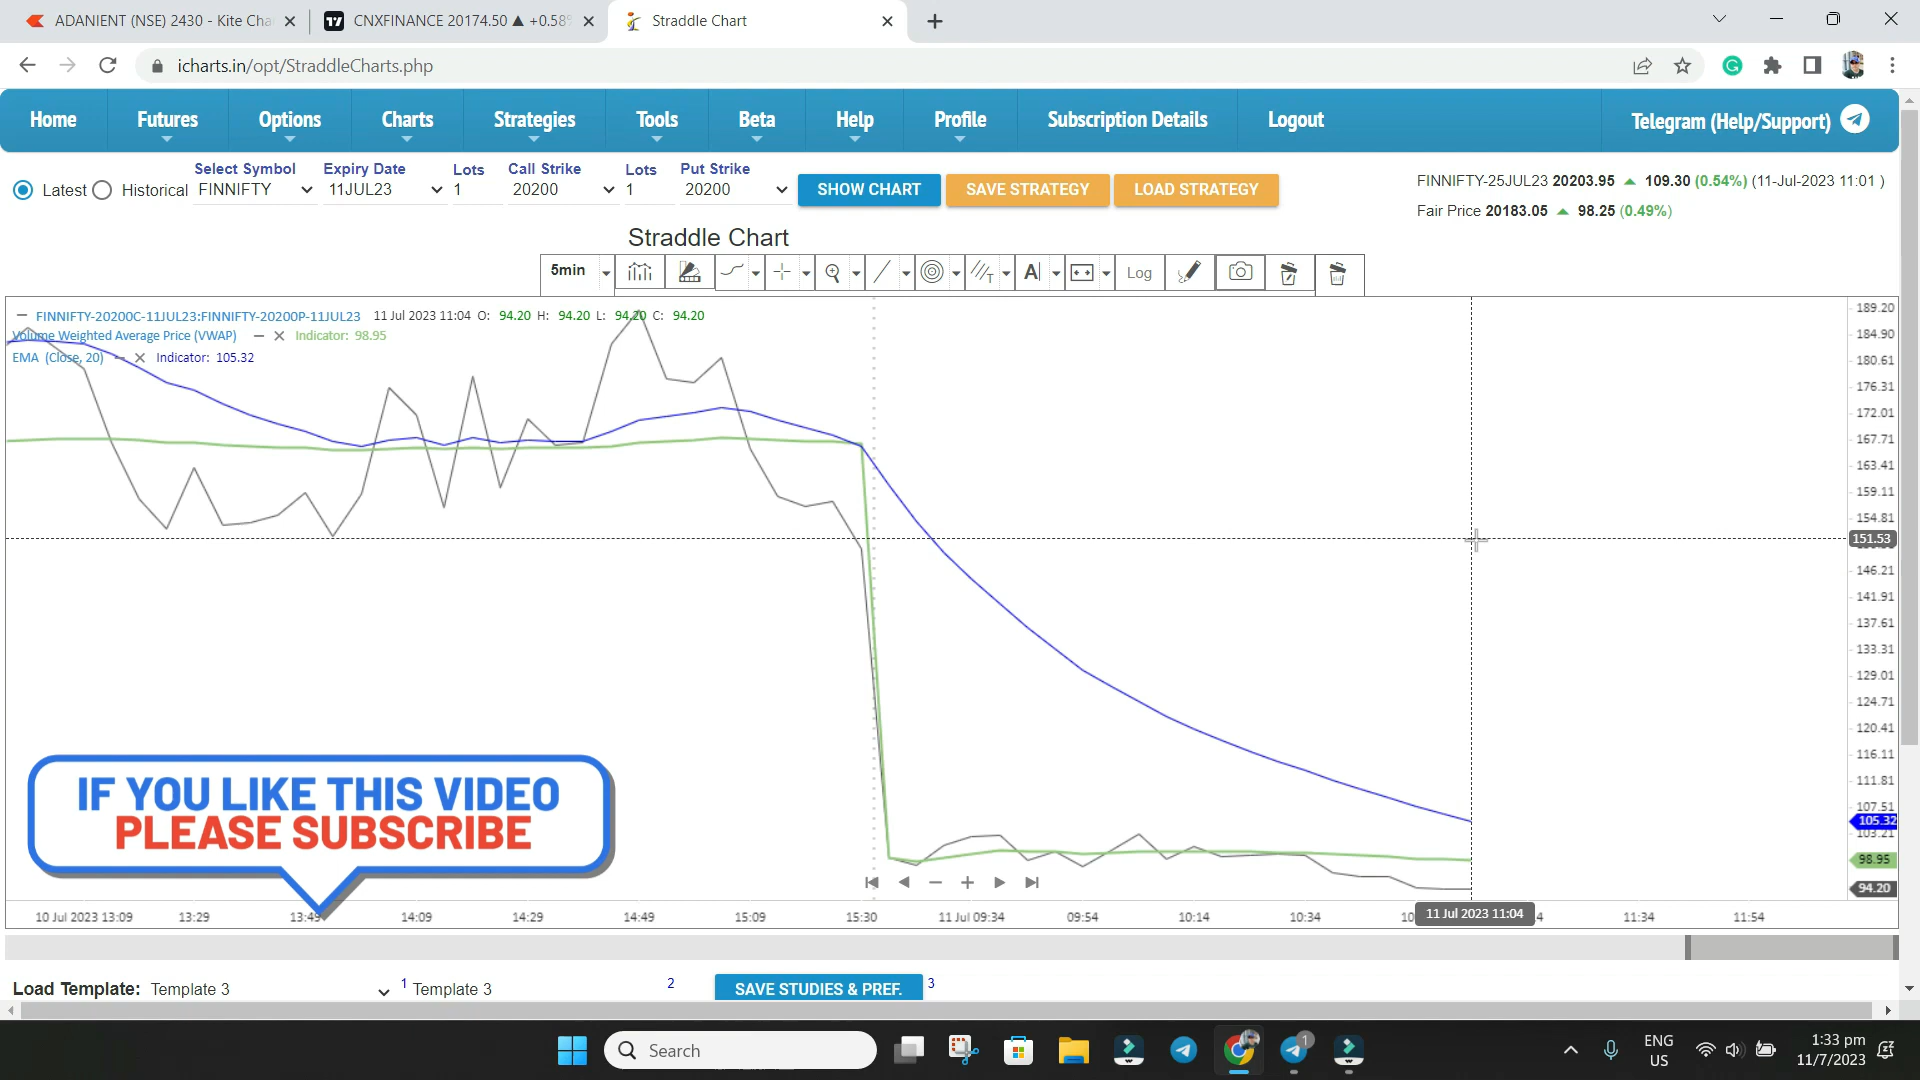 ADANIENT (NSE) 2430 - Kite Cha
CNXFINANCE 20174.50 ▲ +0.58%
Straddle Chart
icharts.in/opt/StraddleCharts.php
Home
Futures
Options
Charts
Strategies
Tools
Beta
Help
Profile
Subscription Details
Logout
Telegram (Help/Support)
Latest
Historical
Select Symbol
FINNIFTY
Expiry Date
11JUL23
Lots
1
Call Strike
20200
Lots
1
Put Strike
20200
SHOW CHART
SAVE STRATEGY
LOAD STRATEGY
FINNIFTY-25JUL23 20203.95 ▲ 109.30 (0.54%) (11-Jul-2023 11:01 )
Fair Price 20183.05 ▲ 98.25 (0.49%)
Straddle Chart
5min
Log
FINNIFTY-20200C-11JUL23:FINNIFTY-20200P-11JUL23 11 Jul 2023 11:04 O: 94.20 H: 94.20 L: 94.20 C: 94.20
Volume Weighted Average Price (VWAP) Indicator: 98.95
EMA (Close, 20) Indicator: 105.32
189.20
184.90
180.61
176.31
172.01
167.71
163.41
159.11
154.81
151.53
146.21
141.91
137.61
133.31
129.01
124.71
120.41
116.11
111.81
107.51
105.32
103.21
98.95
94.20
IF YOU LIKE THIS VIDEO
PLEASE SUBSCRIBE
10 Jul 2023 13:09
13:29
13:49
14:09
14:29
14:49
15:09
15:30
11 Jul 09:34
09:54
10:14
10:34
11 Jul 2023 11:04
11:34
11:54
Load Template: Template 3
1 Template 3
2
SAVE STUDIES & PREF.
3
Search
1
ENG
US
1:33 pm
11/7/2023